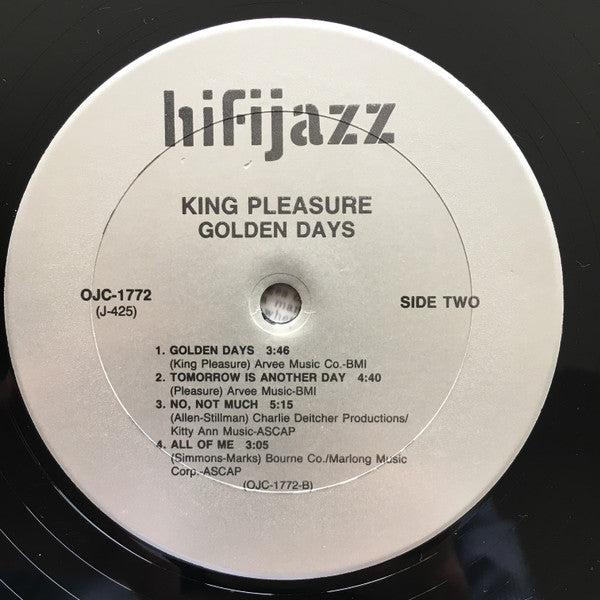 hifijazz
KING PLEASURE
GOLDEN DAYS
OJC-1772
(J-425)
SIDE TWO
1. GOLDEN DAYS 3:46
(King Pleasure) Arvee Music Co.-BMI
2. TOMORROW IS ANOTHER DAY 4:40
(Pleasure) Arvee Music-BMI
3. NO, NOT MUCH 5:15
(Allen-Stillman) Charlie Deitcher Productions/
Kitty Ann Music-ASCAP
4. ALL OF ME 3:05
(Simmons-Marks) Bourne Co./Marlong Music
Corp.-ASCAP
(OJC-1772-B)